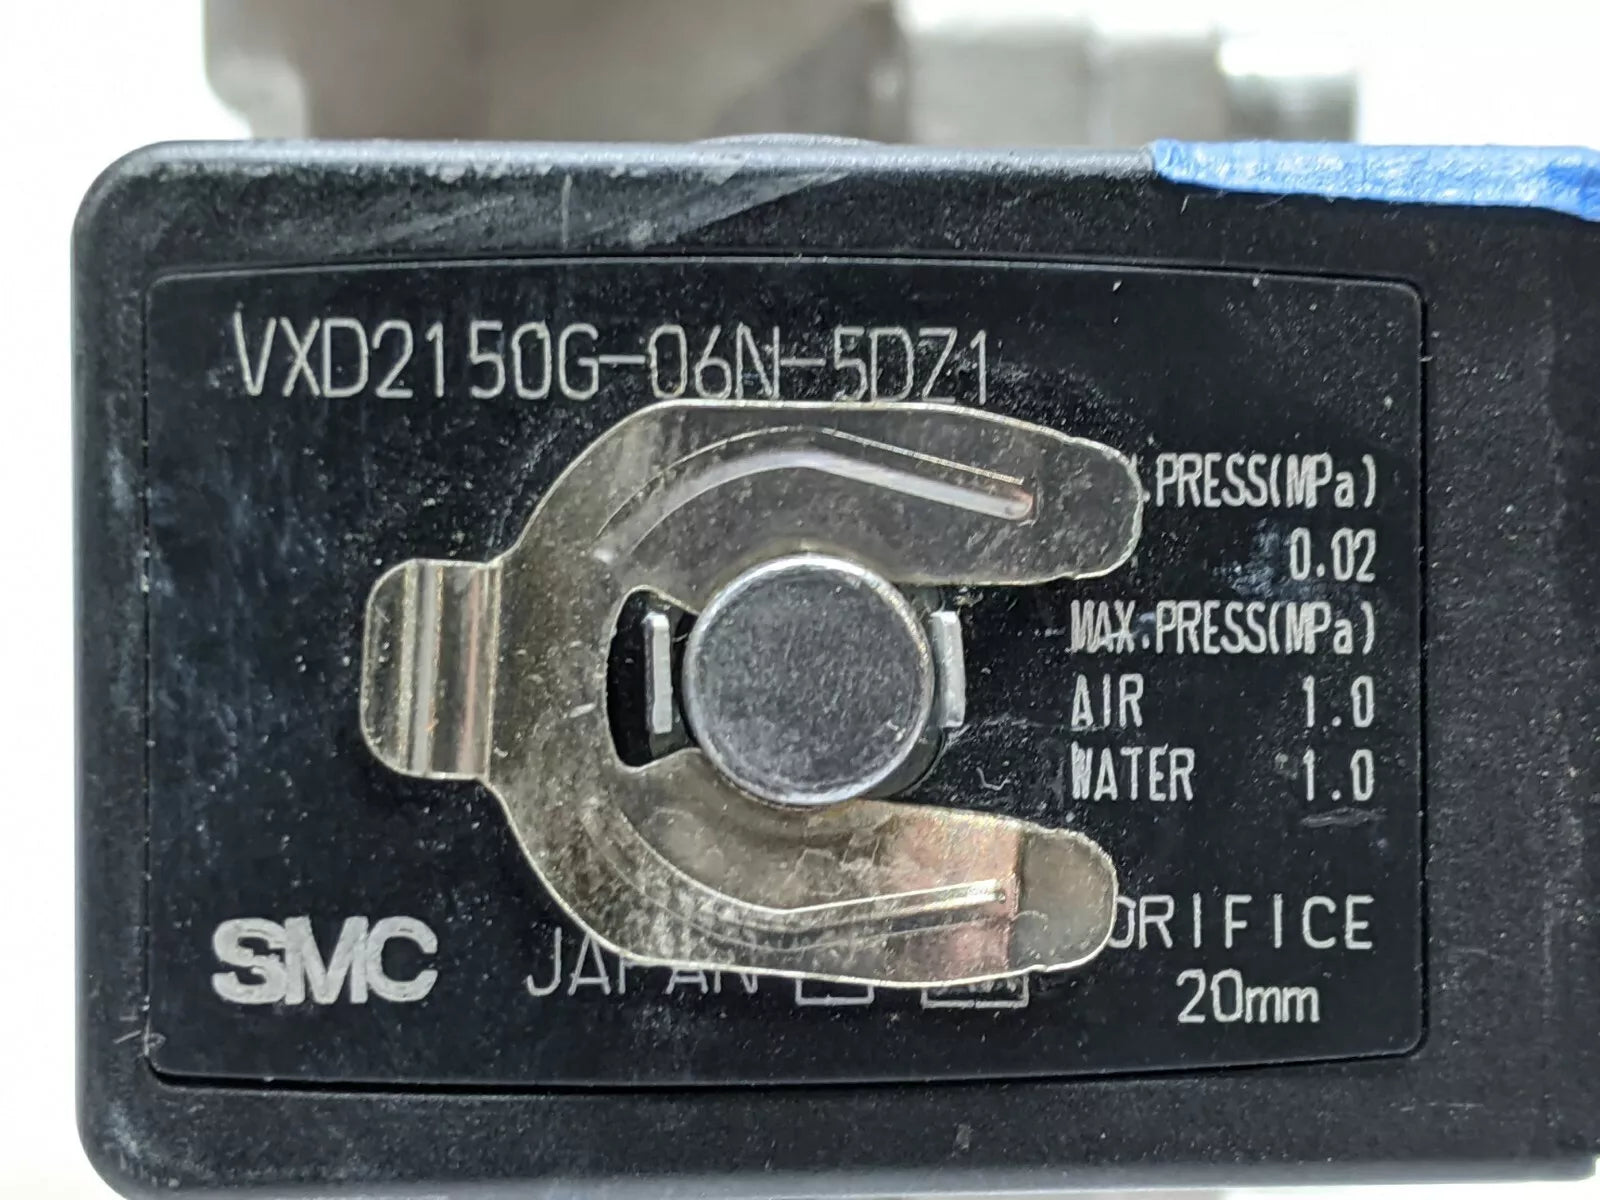 VXD2150G-06N-5DZ1
.PRESS(MPa)
0.02
MAX.PRESS(MPa)
AIR 1.0
WATER 1.0
ORIFICE
20mm
SMC JAPAN